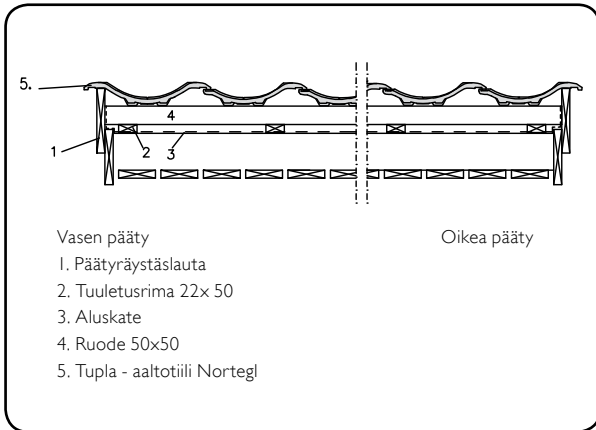 5.
4
1
2
3
Vasen pääty Oikea pääty
1. Päätyräystäslauta
2. Tuuletusrima 22x 50
3. Aluskate
4. Ruode 50x50
5. Tupla - aaltotiili Nortegl